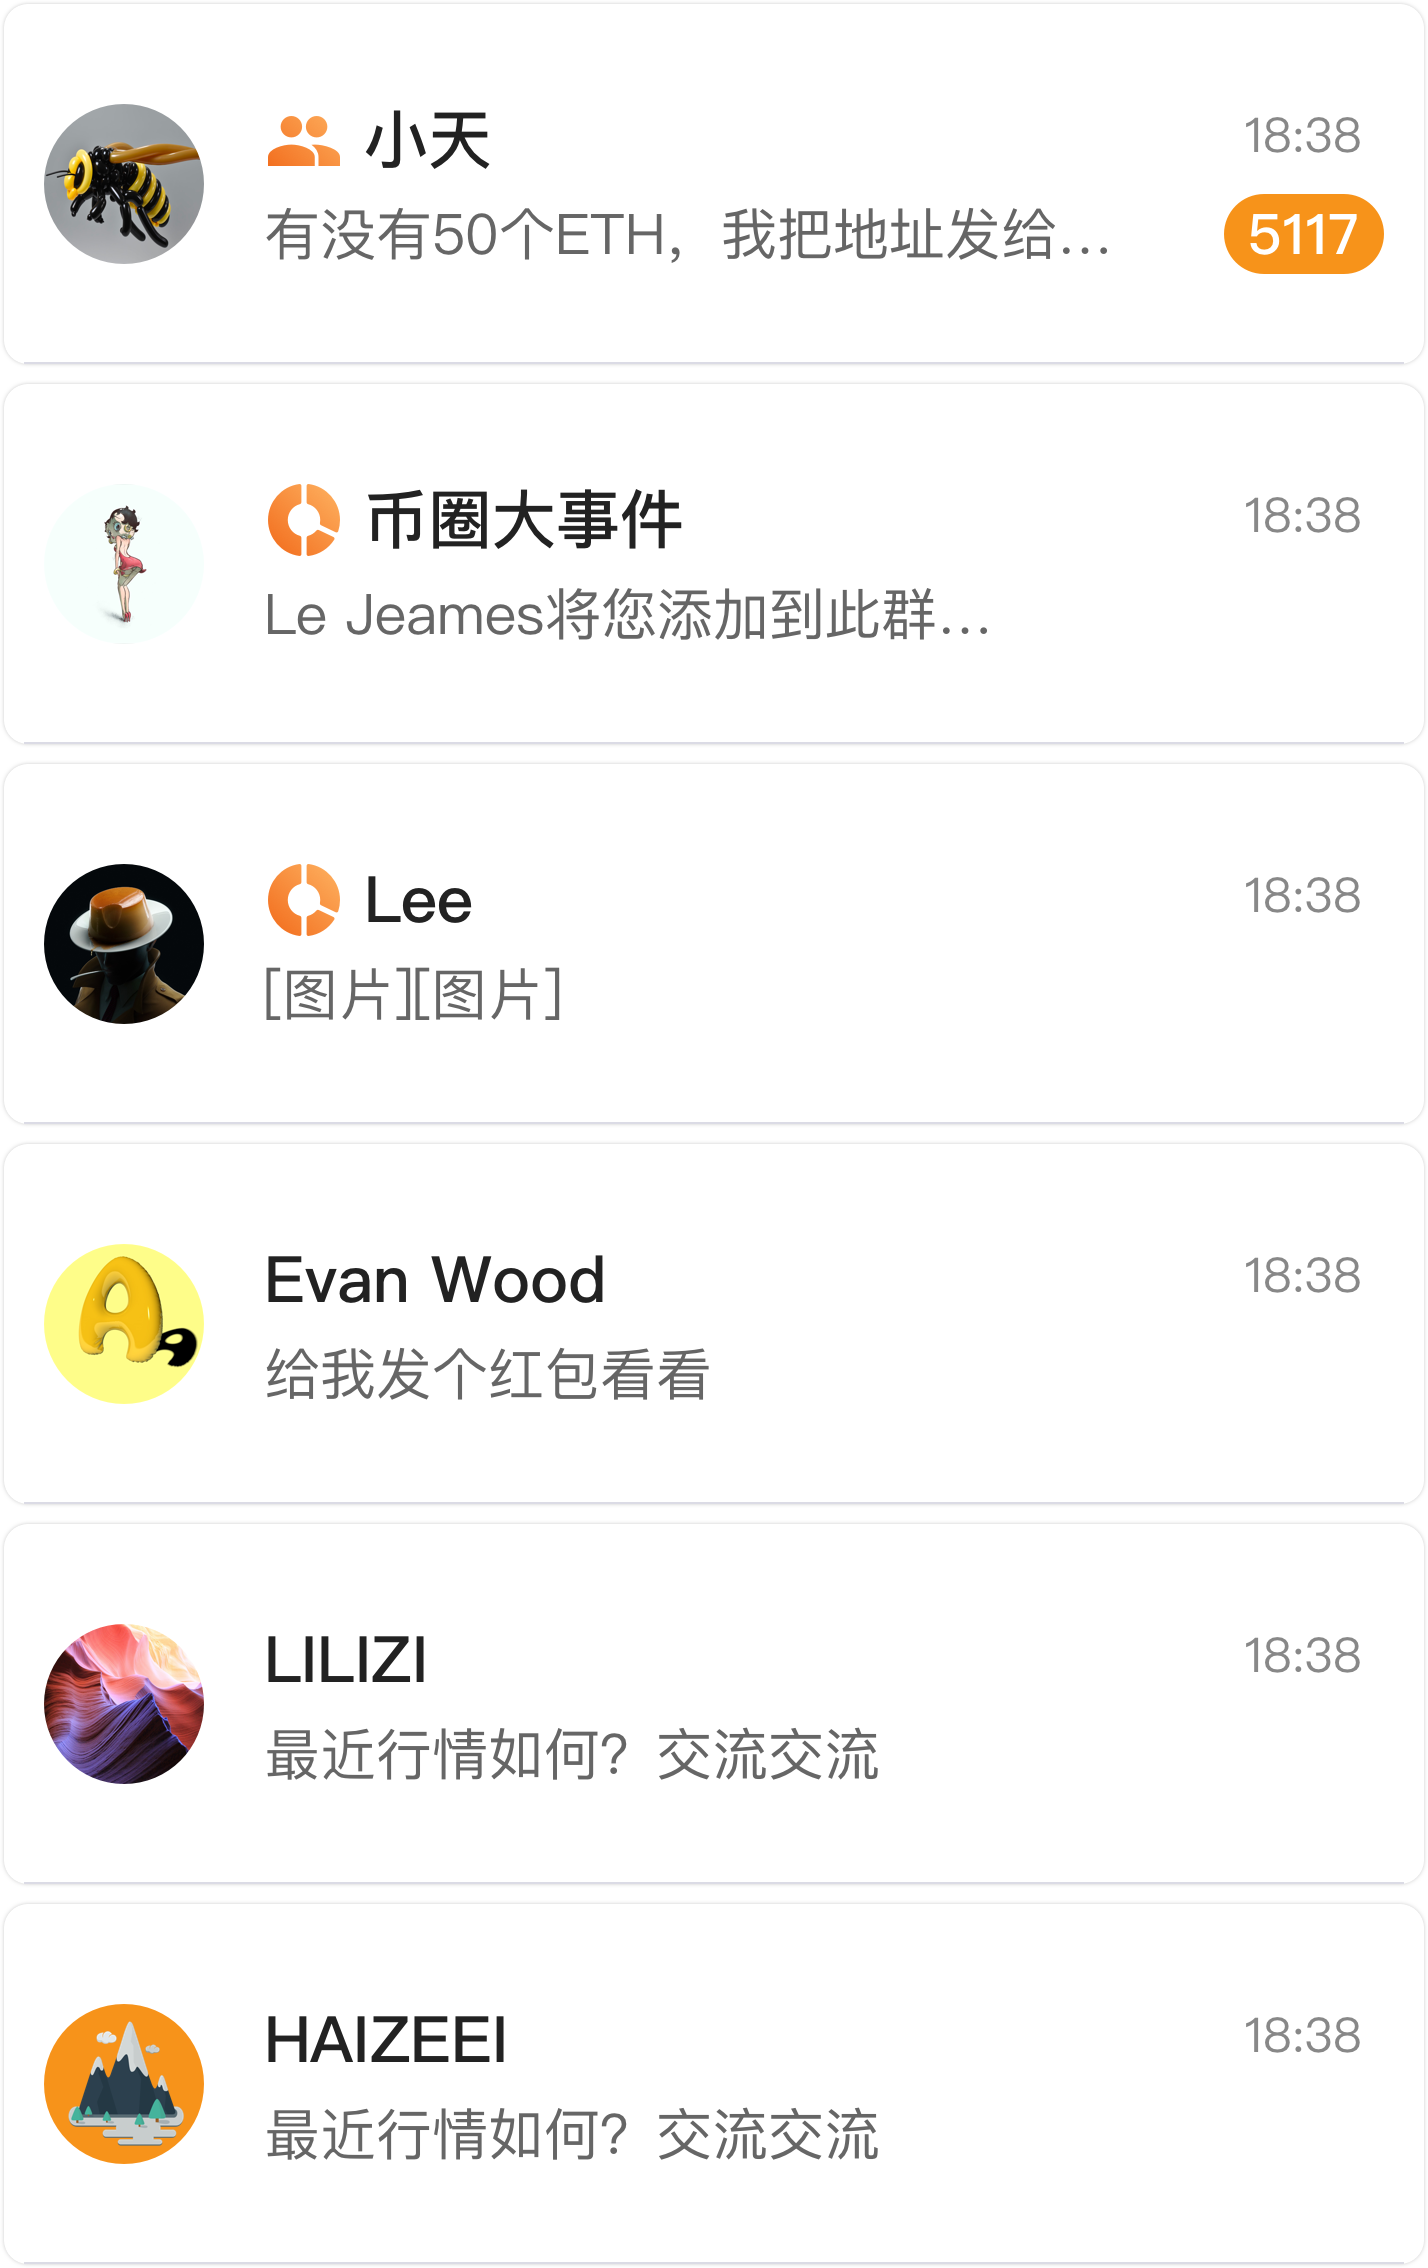 小天
18:38
有没有50个ETH，我把地址发给...
5117
币圈大事件
18:38
Le Jeames将您添加到此群...
Lee
18:38
[图片][图片]
Evan Wood
18:38
给我发个红包看看
LILIZI
18:38
最近行情如何？交流交流
HAIZEEI
18:38
最近行情如何？交流交流